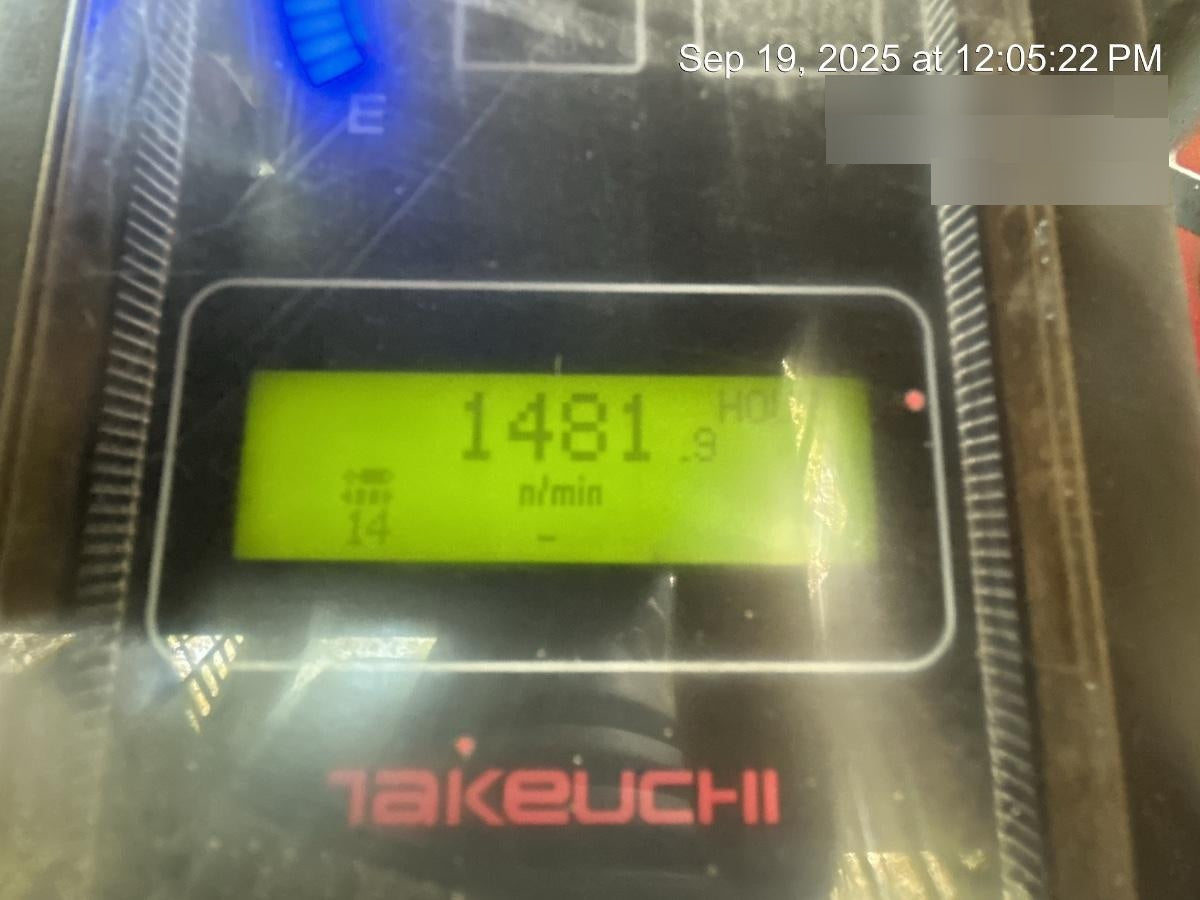 Sep 19, 2025 at 12:05:22 PM
E
1481.9
n/min
14
-
TAKEUCHI